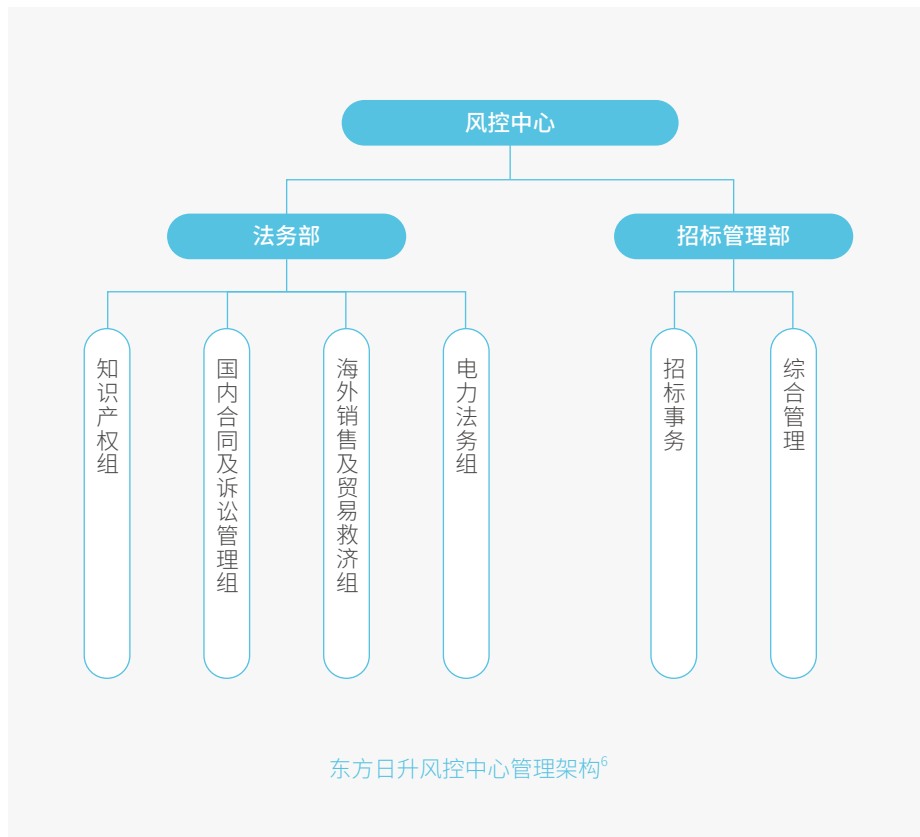 风控中心
法务部
招标管理部
知识产权组
国内合同及诉讼管理组
海外销售及贸易救济组
电力法务组
招标事务
综合管理
东方日升风控中心管理架构6